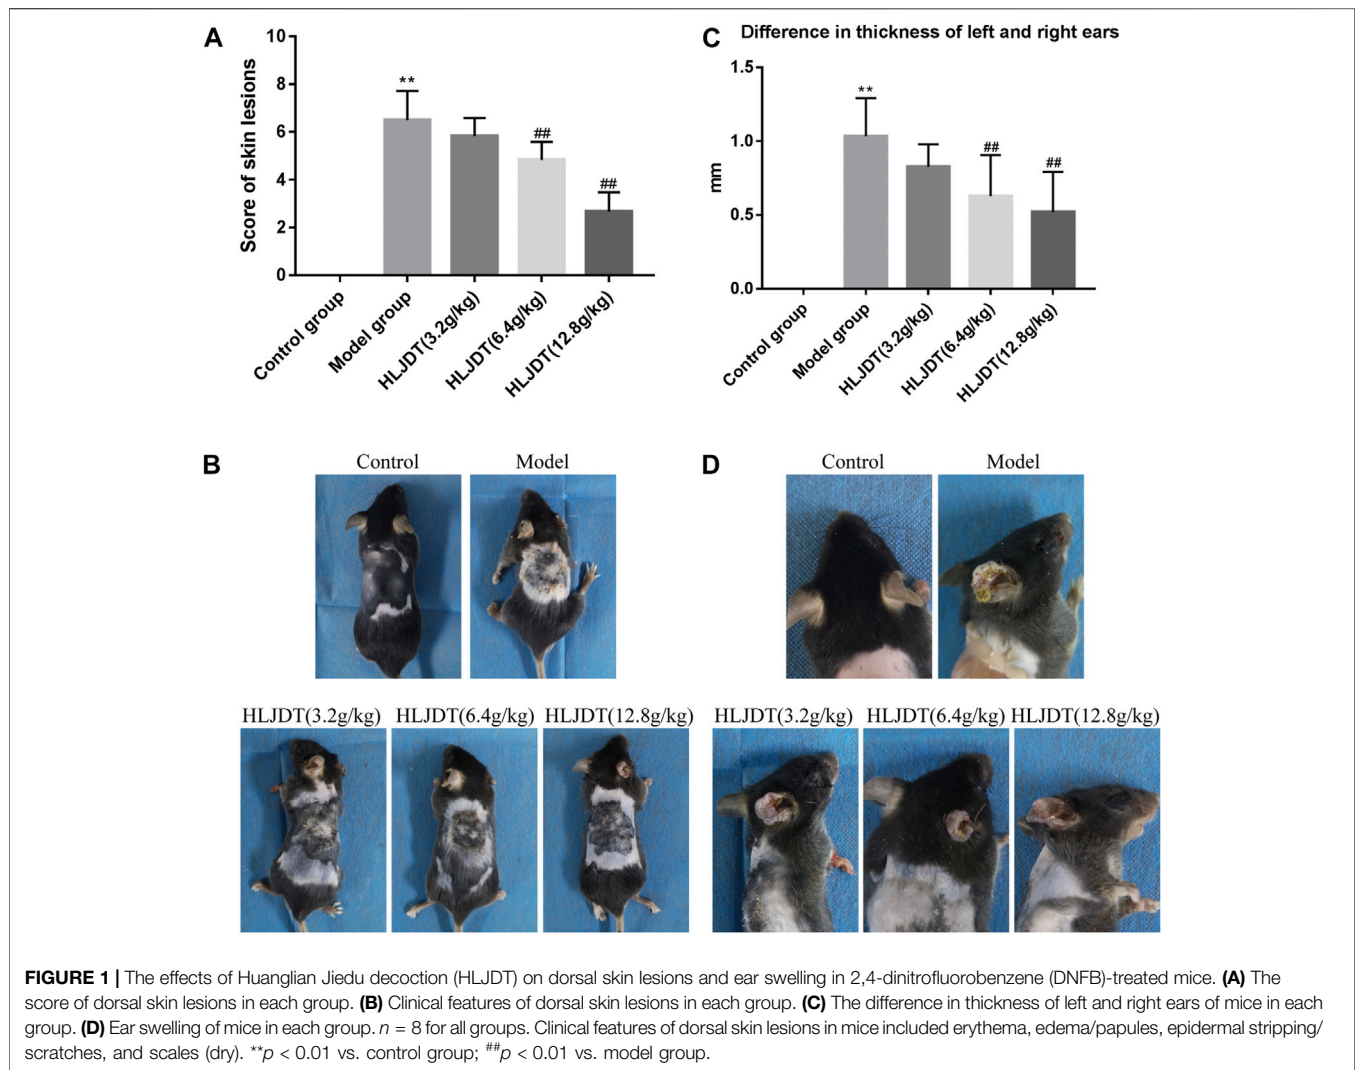 A
Score of skin lesions
10
8
6
4
2
0
**
##
##
Control group
Model group
HLJDT(3.2g/kg)
HLJDT(6.4g/kg)
HLJDT(12.8g/kg)
C
Difference in thickness of left and right ears
mm
1.5
1.0
0.5
0.0
**
##
##
Control group
Model group
HLJDT(3.2g/kg)
HLJDT(6.4g/kg)
HLJDT(12.8g/kg)
B
Control
Model
HLJDT(3.2g/kg)
HLJDT(6.4g/kg)
HLJDT(12.8g/kg)
D
Control
Model
HLJDT(3.2g/kg)
HLJDT(6.4g/kg)
HLJDT(12.8g/kg)
FIGURE 1 | The effects of Huanglian Jiedu decoction (HLJDT) on dorsal skin lesions and ear swelling in 2,4-dinitrofluorobenzene (DNFB)-treated mice. (A) The
score of dorsal skin lesions in each group. (B) Clinical features of dorsal skin lesions in each group. (C) The difference in thickness of left and right ears of mice in each
group. (D) Ear swelling of mice in each group. n = 8 for all groups. Clinical features of dorsal skin lesions in mice included erythema, edema/papules, epidermal stripping/
scratches, and scales (dry). **p < 0.01 vs. control group; ##p < 0.01 vs. model group.